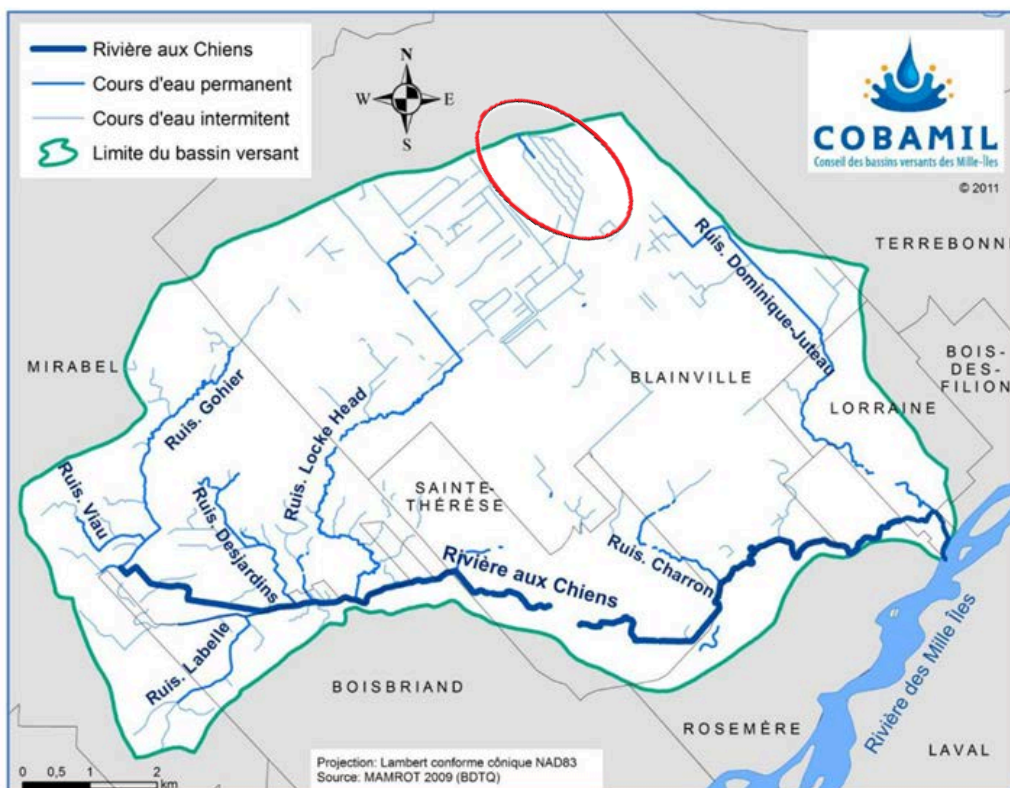 Rivière aux Chiens
Cours d'eau permanent
Cours d'eau intermitent
Limite du bassin versant
N
W
E
S
COBAMIL
Conseil des bassins versants des Mille-Îles
© 2011
TERREBONNE
Ruis. Dominique-Juteau
MIRABEL
BOIS-
DES-
FILION
BLAINVILLE
LORRAINE
Ruis. Gohier
Ruis. Locke Head
Ruis. Viau
Ruis. Desjardins
SAINTE-
THÉRÈSE
Rivière aux Chiens
Ruis. Charron
Ruis. Labelle
BOISBRIAND
ROSEMÈRE
Rivière des Mille Îles
LAVAL
0 0,5 1 2
km
Projection: Lambert conforme cônique NAD83
Source: MAMROT 2009 (BDTQ)